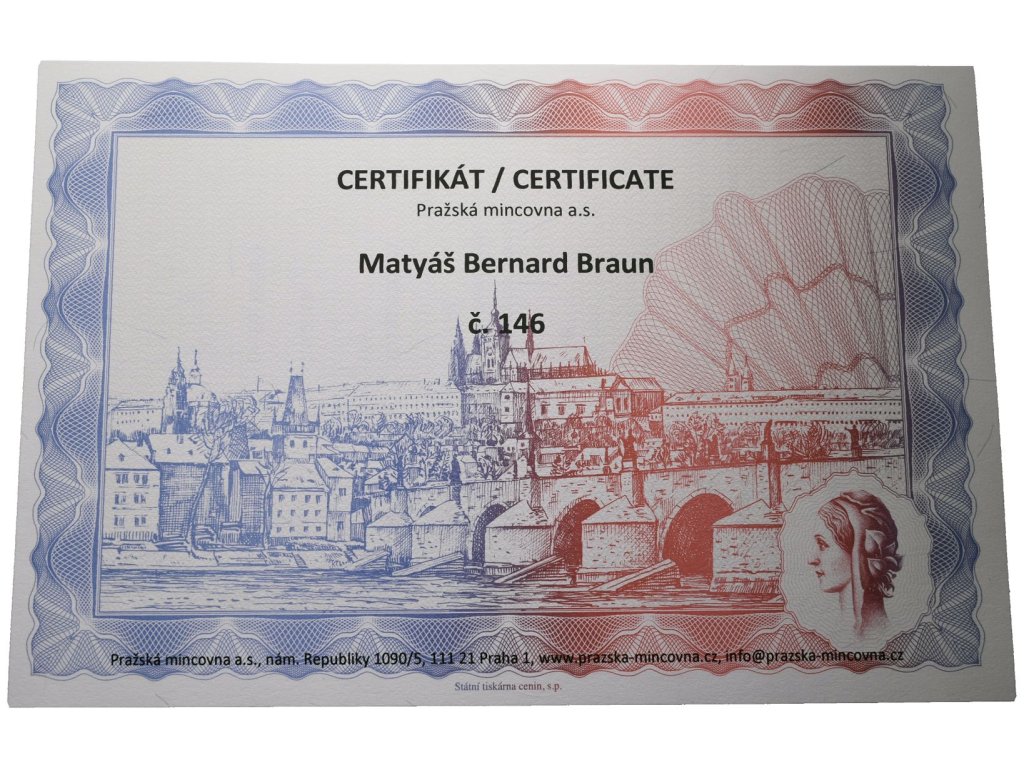 CERTIFIKÁT / CERTIFICATE
Pražská mincovna a.s.
Matyáš Bernard Braun
č. 146
Pražská mincovna a.s., nám. Republiky 1090/5, 111 21 Praha 1, www.prazska-mincovna.cz, info@prazska-mincovna.cz
Státní tiskárna cenin, s.p.